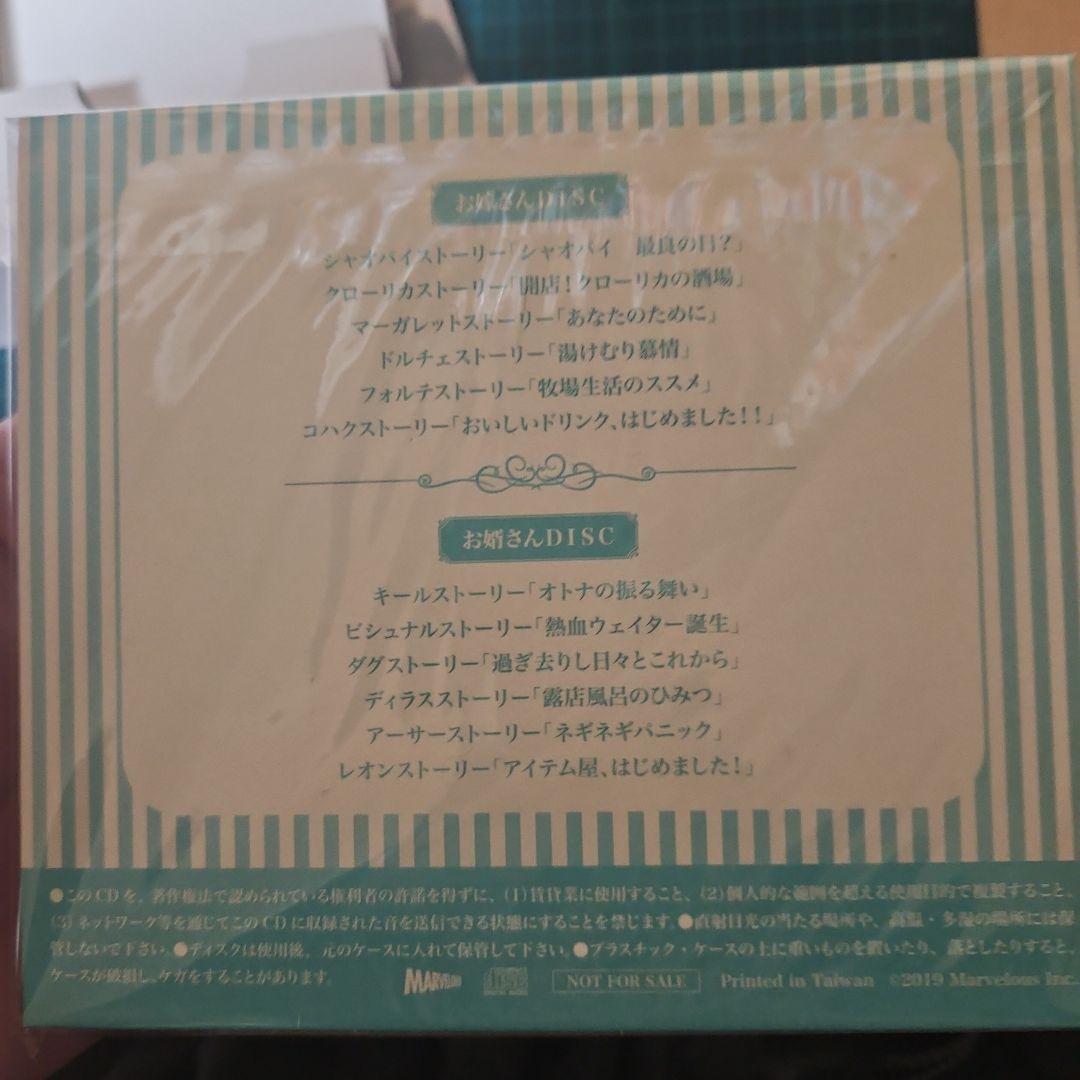 お嫁さんDISC
シャオパイストーリー「シャオパイ　最良の日?」
クローリカストーリー「開店!クローリカの酒場」
マーガレットストーリー「あなたのために」
ドルチェストーリー「湯けむり慕情」
フォルテストーリー「牧場生活のススメ」
コハクストーリー「おいしいドリンク、はじめました!!」
お婿さんDISC
キールストーリー「オトナの振る舞い」
ビシュナルストーリー「熱血ウェイター誕生」
ダグストーリー「過ぎ去りし日々とこれから」
ディラスストーリー「露店風呂のひみつ」
アーサーストーリー「ネギネギパニック」
レオンストーリー「アイテム屋、はじめました!」
●このCDを、著作権法で認められている権利者の許諾を得ずに、(1)賃貸業に使用すること、(2)個人的な範囲を超える使用目的で複製すること、
(3)ネットワーク等を通じてこのCDに収録された音を送信できる状態にすることを禁じます。●直射日光の当たる場所や、高温・多湿の場所には保
管しないで下さい。●ディスクは使用後、元のケースに入れて保管して下さい。●プラスチック・ケースの上に重いものを置いたり、落としたりすると、
ケースが破損し、ケガをすることがあります。 MARVELOUS NOT FOR SALE Printed in Taiwan ©2019 Marvelous Inc.